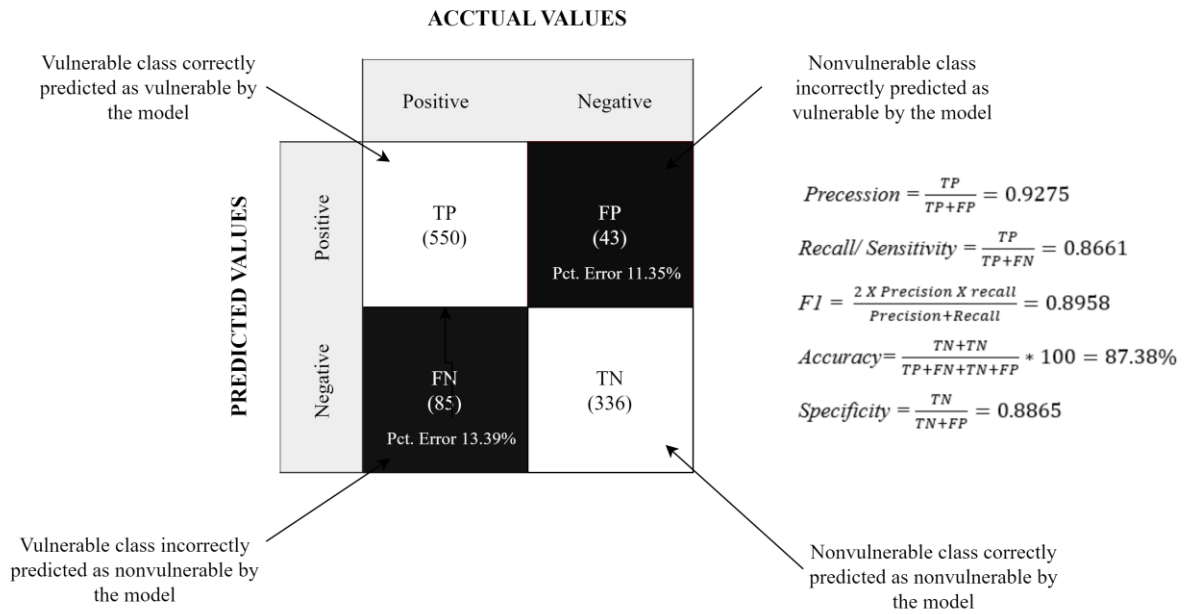 ACCTUAL VALUES
Vulnerable class correctly
predicted as vulnerable by
the model
Nonvulnerable class
incorrectly predicted as
vulnerable by the model
Positive
Negative
PREDICTED VALUES
Positive
TP
(550)
FP
(43)
Pct. Error 11.35%
Negative
FN
(85)
Pct. Error 13.39%
TN
(336)
Precession = TP / TP+FP = 0.9275
Recall/ Sensitivity = TP / TP+FN = 0.8661
F1 = 2 X Precision X recall / Precision+Recall = 0.8958
Accuracy= TN+TN / TP+FN+TN+FP * 100 = 87.38%
Specificity = TN / TN+FP = 0.8865
Vulnerable class incorrectly
predicted as nonvulnerable by
the model
Nonvulnerable class correctly
predicted as nonvulnerable by
the model